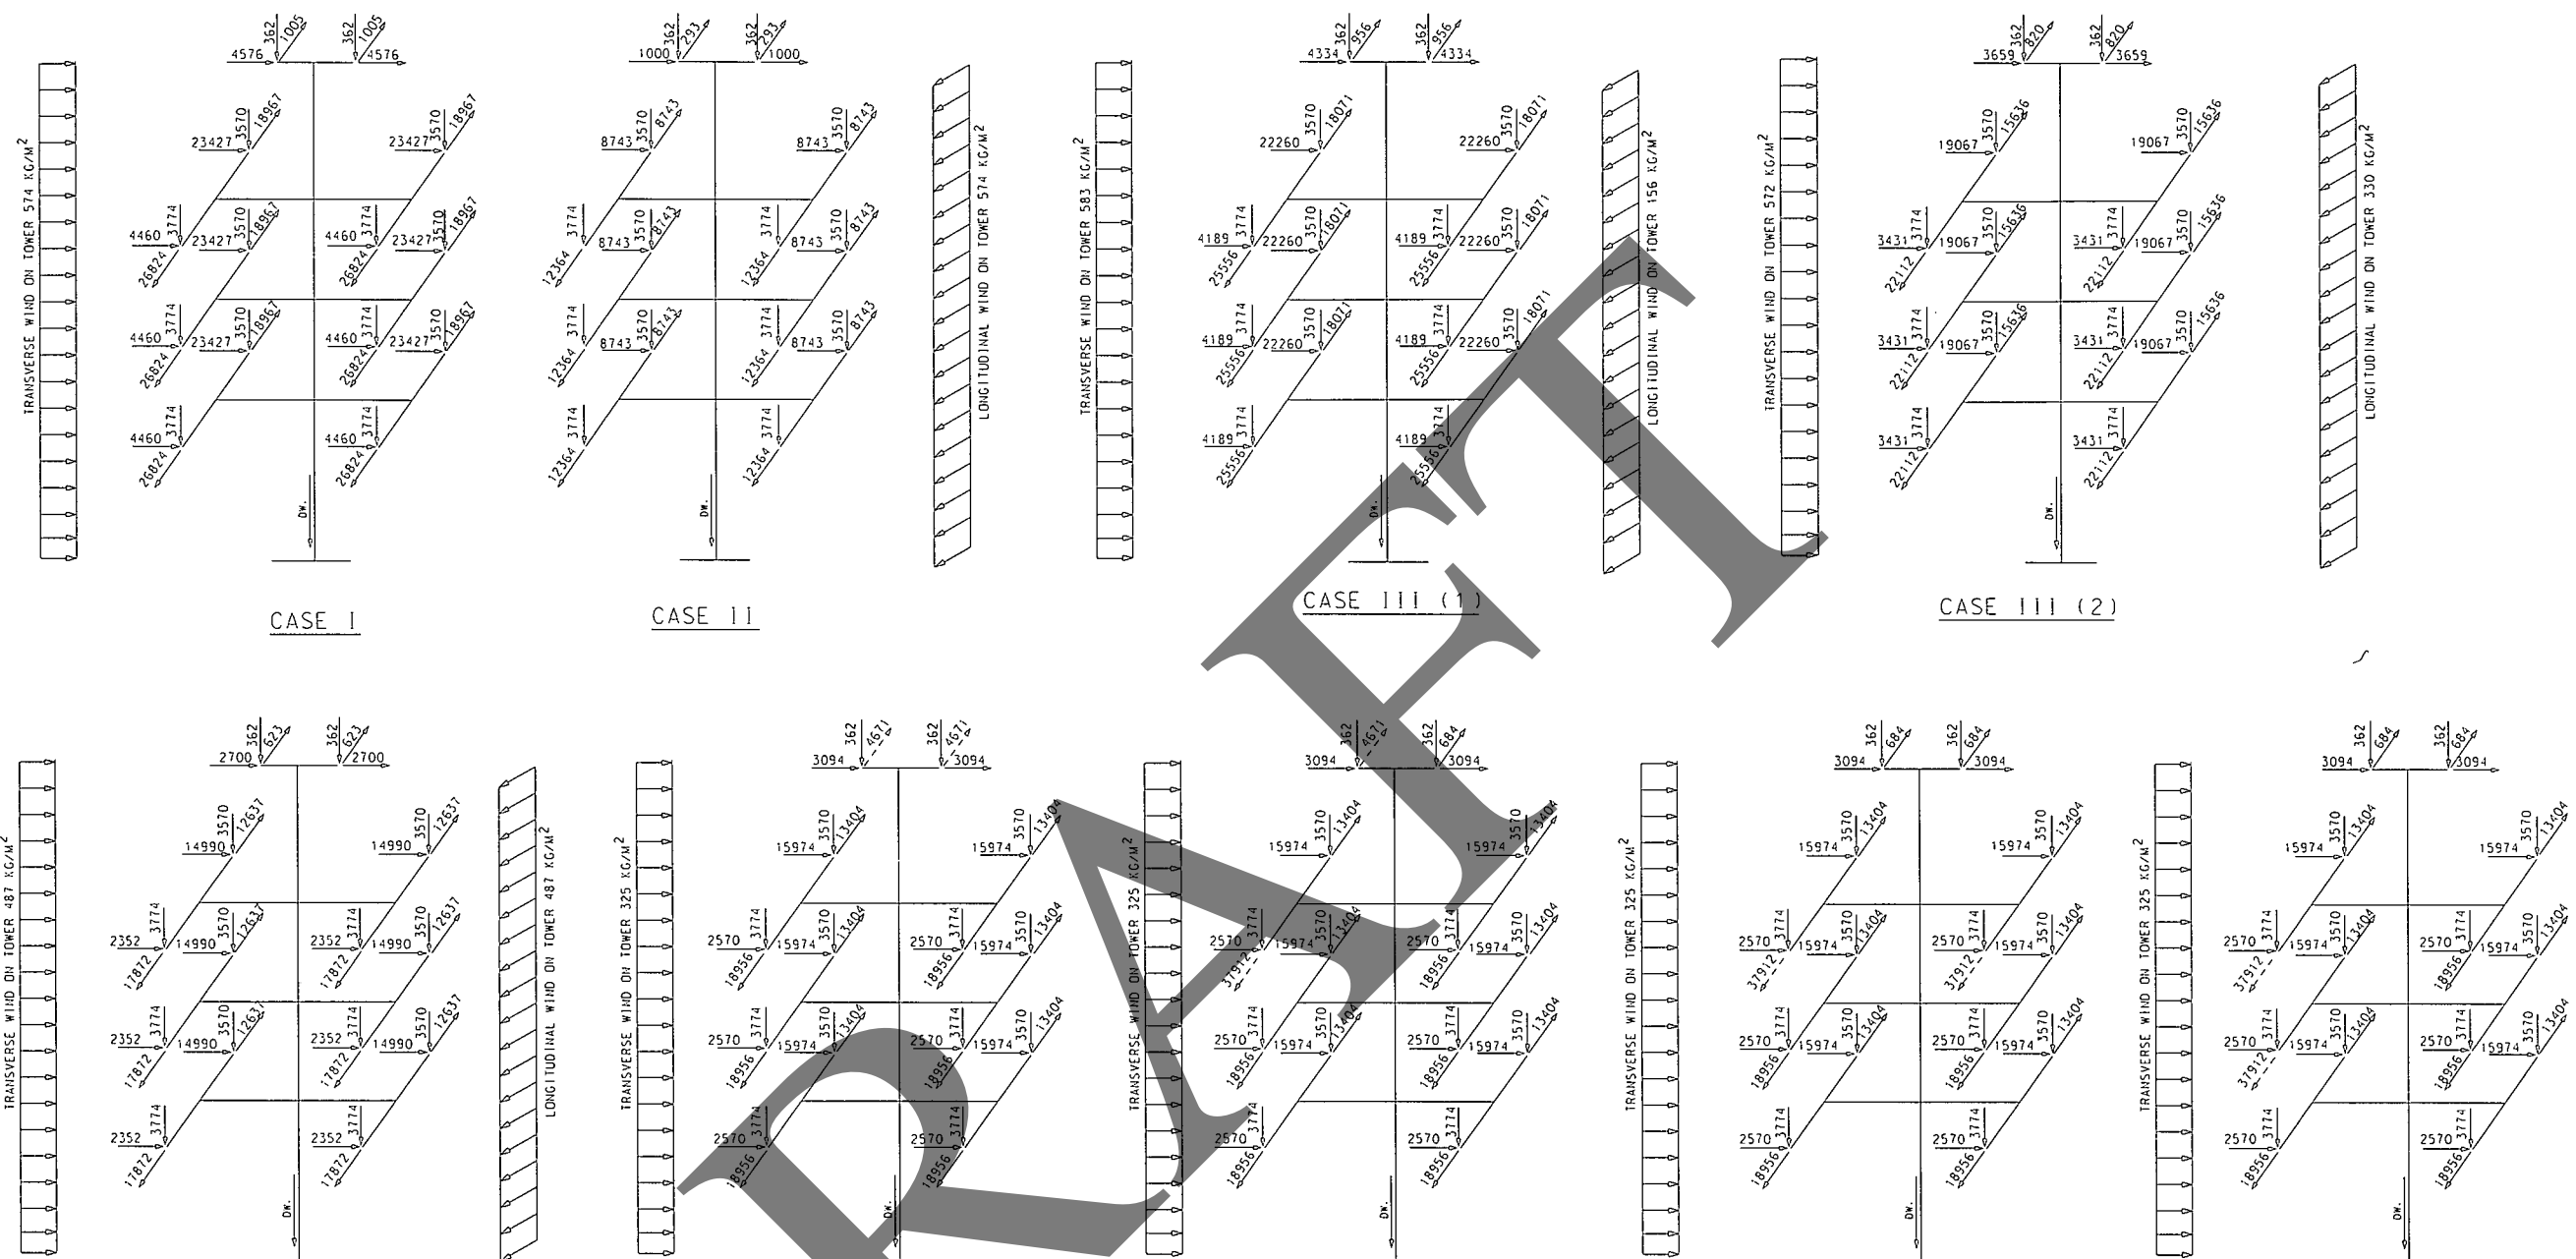 362 1005 362 1005
4576 4576
TRANSVERSE WIND ON TOWER 574 KG/M²
23427 3570 18967 23427 3570 18967
4460 3774 23427 3570 18967 4460 3774 23427 3570 18967
26824 26824
4460 3774 23427 3570 18967 4460 3774 23427 3570 18967
26824 26824
4460 3774 4460 3774
26824 26824
DW.
CASE I
362 293 362 293
1000 1000
8743 3570 8743 8743 3570 8743
3774 8743 3570 8743 3774 8743 3570 8743
12364 12364
3774 8743 3570 8743 3774 8743 3570 8743
12364 12364
3774 3774
12364 12364
DW.
LONGITUDINAL WIND ON TOWER 574 KG/M²
CASE II
362 956 362 956
4334 4334
TRANSVERSE WIND ON TOWER 583 KG/M²
22260 3570 18071 22260 3570 18071
4189 3774 22260 3570 18071 4189 3774 22260 3570 18071
25556 25556
4189 3774 22260 3570 18071 4189 3774 22260 3570 18071
25556 25556
4189 3774 4189 3774
25556 25556
DW.
LONGITUDINAL WIND ON TOWER 156 KG/M²
CASE III (1)
362 820 362 820
3659 3659
TRANSVERSE WIND ON TOWER 572 KG/M²
19067 3570 15636 19067 3570 15636
3431 3774 19067 3570 15636 3431 3774 19067 3570 15636
22112 22112
3431 3774 19067 3570 15636 3431 3774 19067 3570 15636
22112 22112
3431 3774 3431 3774
22112 22112
DW.
LONGITUDINAL WIND ON TOWER 330 KG/M²
CASE III (2)
362 623 362 623
2700 2700
TRANSVERSE WIND ON TOWER 487 KG/M²
14990 3570 12637 14990 3570 12637
2352 3774 14990 3570 12637 2352 3774 14990 3570 12637
17872 17872
2352 3774 14990 3570 12637 2352 3774 14990 3570 12637
17872 17872
2352 3774 2352 3774
17872 17872
DW.
LONGITUDINAL WIND ON TOWER 487 KG/M²
362 4671 362 4671
3094 3094
TRANSVERSE WIND ON TOWER 325 KG/M²
15974 3570 13404 15974 3570 13404
2570 3774 15974 3570 13404 2570 3774 15974 3570 13404
18956 18956
2570 3774 15974 3570 13404 2570 3774 15974 3570 13404
18956 18956
2570 3774 2570 3774
18956 18956
DW.
362 4671 362 684
3094 3094
TRANSVERSE WIND ON TOWER 325 KG/M²
15974 3570 13404 15974 3570 13404
2570 3774 15974 3570 13404 2570 3774 15974 3570 13404
37912 18956
2570 3774 15974 3570 13404 2570 3774 15974 3570 13404
18956 18956
2570 3774 2570 3774
18956 18956
DW.
362 684 362 684
3094 3094
TRANSVERSE WIND ON TOWER 325 KG/M²
15974 3570 13404 15974 3570 13404
2570 3774 15974 3570 13404 2570 3774 15974 3570 13404
37912 37912
2570 3774 15974 3570 13404 2570 3774 15974 3570 13404
18956 18956
2570 3774 2570 3774
18956 18956
DW.
362 684 362 684
3094 3094
TRANSVERSE WIND ON TOWER 325 KG/M²
15974 3570 13404 15974 3570 13404
2570 3774 15974 3570 13404 2570 3774 15974 3570 13404
37912 18956
2570 3774 15974 3570 13404 2570 3774 15974 3570 13404
37912 18956
2570 3774 2570 3774
18956 18956
DW.
RAFT